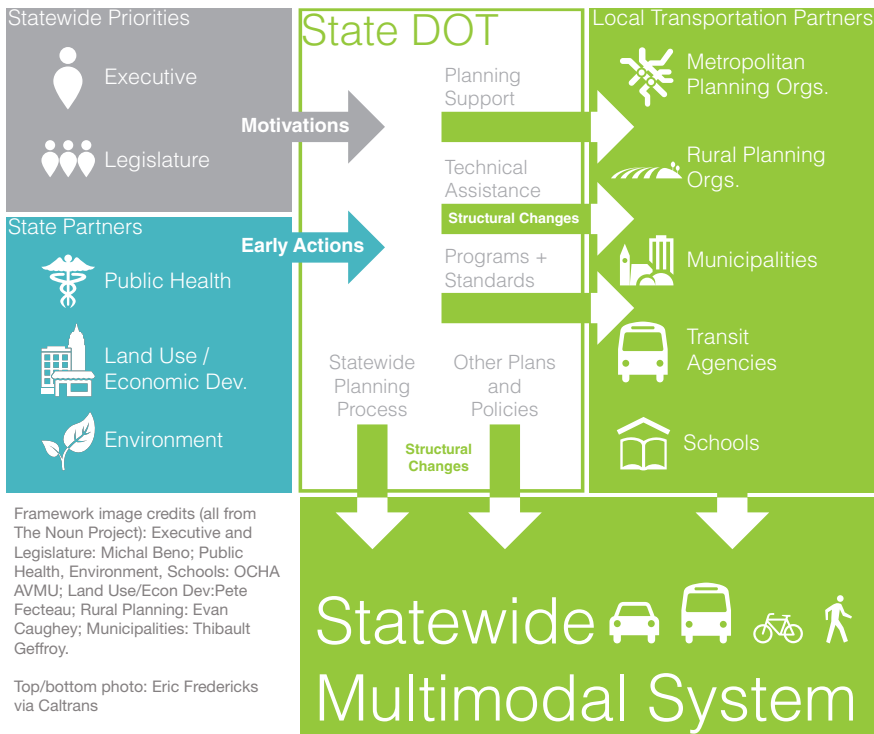 Statewide Priorities
Executive
Legislature
Motivations
State Partners
Early Actions
Public Health
Land Use /
Economic Dev.
Environment
State DOT
Planning
Support
Technical
Assistance
Structural Changes
Programs +
Standards
Statewide
Planning
Process
Other Plans
and
Policies
Structural
Changes
Local Transportation Partners
Metropolitan
Planning Orgs.
Rural Planning
Orgs.
Municipalities
Transit
Agencies
Schools
Framework image credits (all from
The Noun Project): Executive and
Legislature: Michal Beno; Public
Health, Environment, Schools: OCHA
AVMU; Land Use/Econ Dev:Pete
Fecteau; Rural Planning: Evan
Caughey; Municipalities: Thibault
Geffroy.
Top/bottom photo: Eric Fredericks
via Caltrans
Statewide
Multimodal System